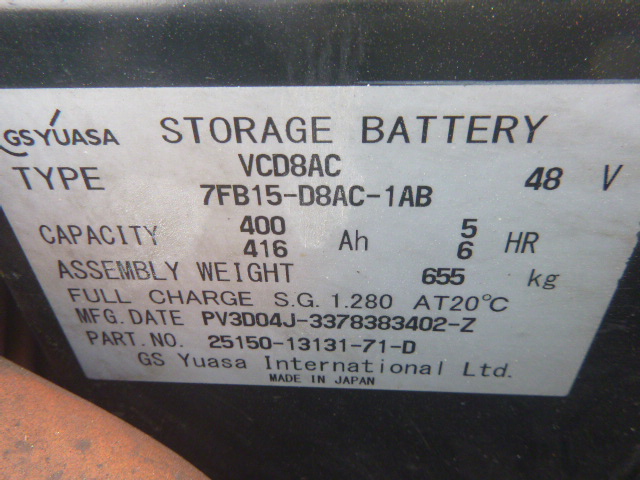 GS YUASA STORAGE BATTERY
TYPE VCD8AC 48 V
7FB15-D8AC-1AB
CAPACITY 400 Ah 5 HR
416 6
ASSEMBLY WEIGHT 655 kg
FULL CHARGE S.G. 1.280 AT20°C
MFG. DATE PV3D04J-3378383402-Z
PART. NO. 25150-13131-71-D
GS Yuasa International Ltd.
MADE IN JAPAN